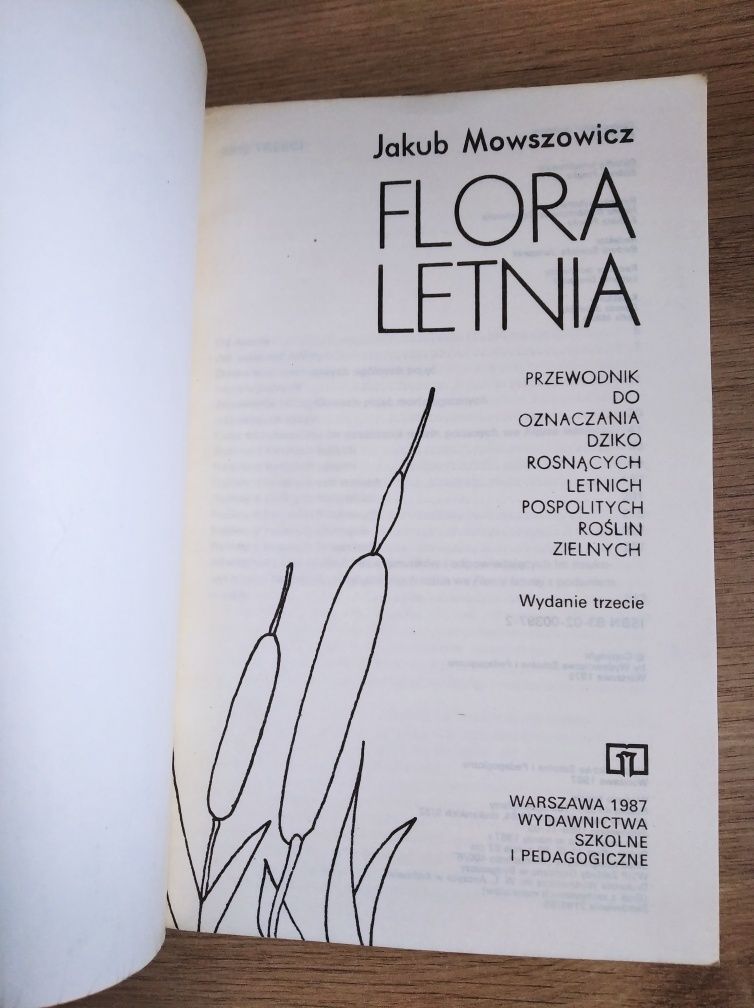 Jakub Mowszowicz
FLORA
LETNIA
PRZEWODNIK
DO
OZNACZANIA
DZIKO
ROSNĄCYCH
LETNICH
POSPOLITYCH
ROŚLIN
ZIELNYCH
Wydanie trzecie
WARSZAWA 1987
WYDAWNICTWA
SZKOLNE
I PEDAGOGICZNE